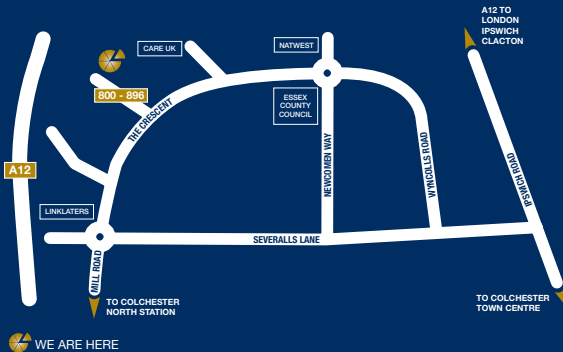 A12 TO
LONDON
IPSWICH
CLACTON
CARE UK
NATWEST
800 - 896
ESSEX
COUNTY
COUNCIL
THE CRESCENT
NEWCOMEN WAY
WYNCOLLS ROAD
IPSWICH ROAD
A12
LINKLATERS
SEVERALLS LANE
MILL ROAD
TO COLCHESTER
NORTH STATION
TO COLCHESTER
TOWN CENTRE
WE ARE HERE